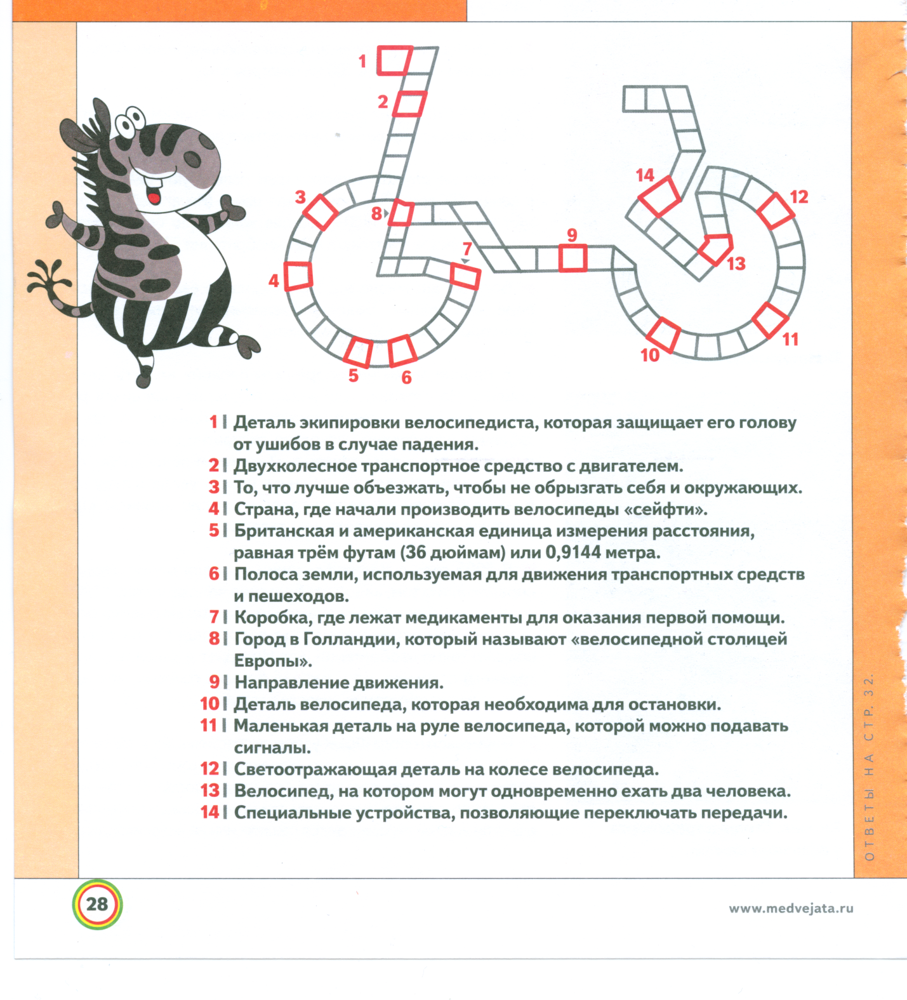 1
2
3
4
5
6
7
8
9
10
11
12
13
14
1| Деталь экипировки велосипедиста, которая защищает его голову
от ушибов в случае падения.
2| Двухколесное транспортное средство с двигателем.
3| То, что лучше объезжать, чтобы не обрызгать себя и окружающих.
4| Страна, где начали производить велосипеды «сейфти».
5| Британская и американская единица измерения расстояния,
равная трём футам (36 дюймам) или 0,9144 метра.
6| Полоса земли, используемая для движения транспортных средств
и пешеходов.
7| Коробка, где лежат медикаменты для оказания первой помощи.
8| Город в Голландии, который называют «велосипедной столицей
Европы».
9| Направление движения.
10| Деталь велосипеда, которая необходима для остановки.
11| Маленькая деталь на руле велосипеда, которой можно подавать
сигналы.
12| Светоотражающая деталь на колесе велосипеда.
13| Велосипед, на котором могут одновременно ехать два человека.
14| Специальные устройства, позволяющие переключать передачи.
ОТВЕТЫ НА СТР. 32.
28
www.medvejata.ru